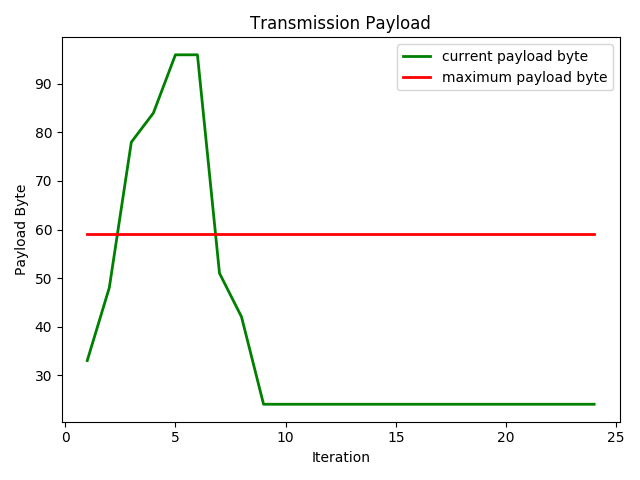 Transmission Payload
current payload byte
maximum payload byte
Payload Byte
90
80
70
60
50
40
30
0 5 10 15 20 25
Iteration